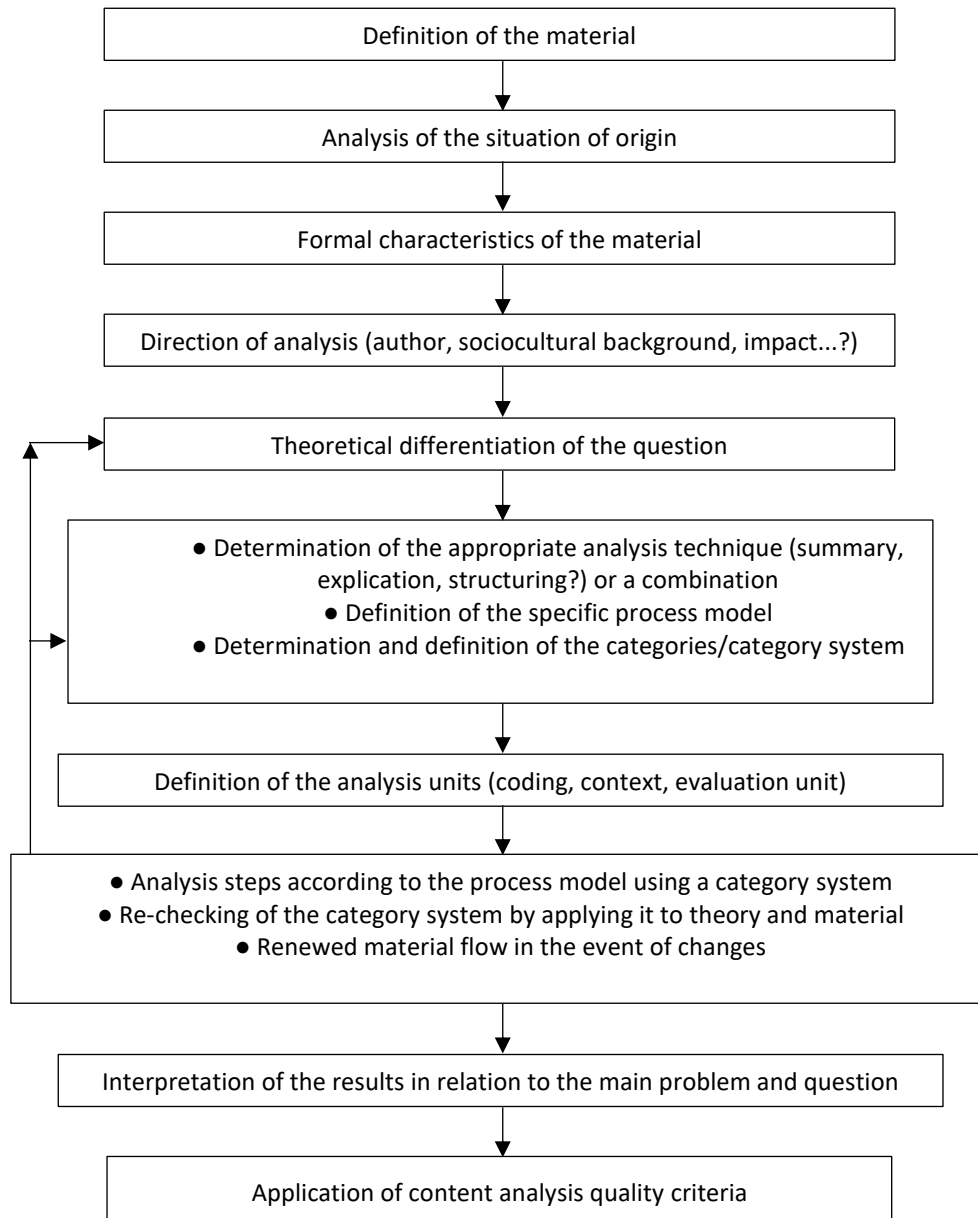 Definition of the material
Analysis of the situation of origin
Formal characteristics of the material
Direction of analysis (author, sociocultural background, impact...?)
Theoretical differentiation of the question
● Determination of the appropriate analysis technique (summary,
explication, structuring?) or a combination
● Definition of the specific process model
● Determination and definition of the categories/category system
Definition of the analysis units (coding, context, evaluation unit)
● Analysis steps according to the process model using a category system
● Re-checking of the category system by applying it to theory and material
● Renewed material flow in the event of changes
Interpretation of the results in relation to the main problem and question
Application of content analysis quality criteria